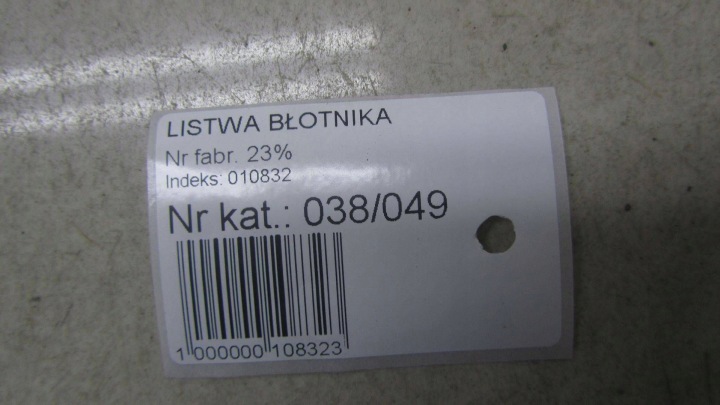 LISTWA BŁOTNIKA
Nr fabr. 23%
Indeks: 010832
Nr kat.: 038/049
1 000000 108323